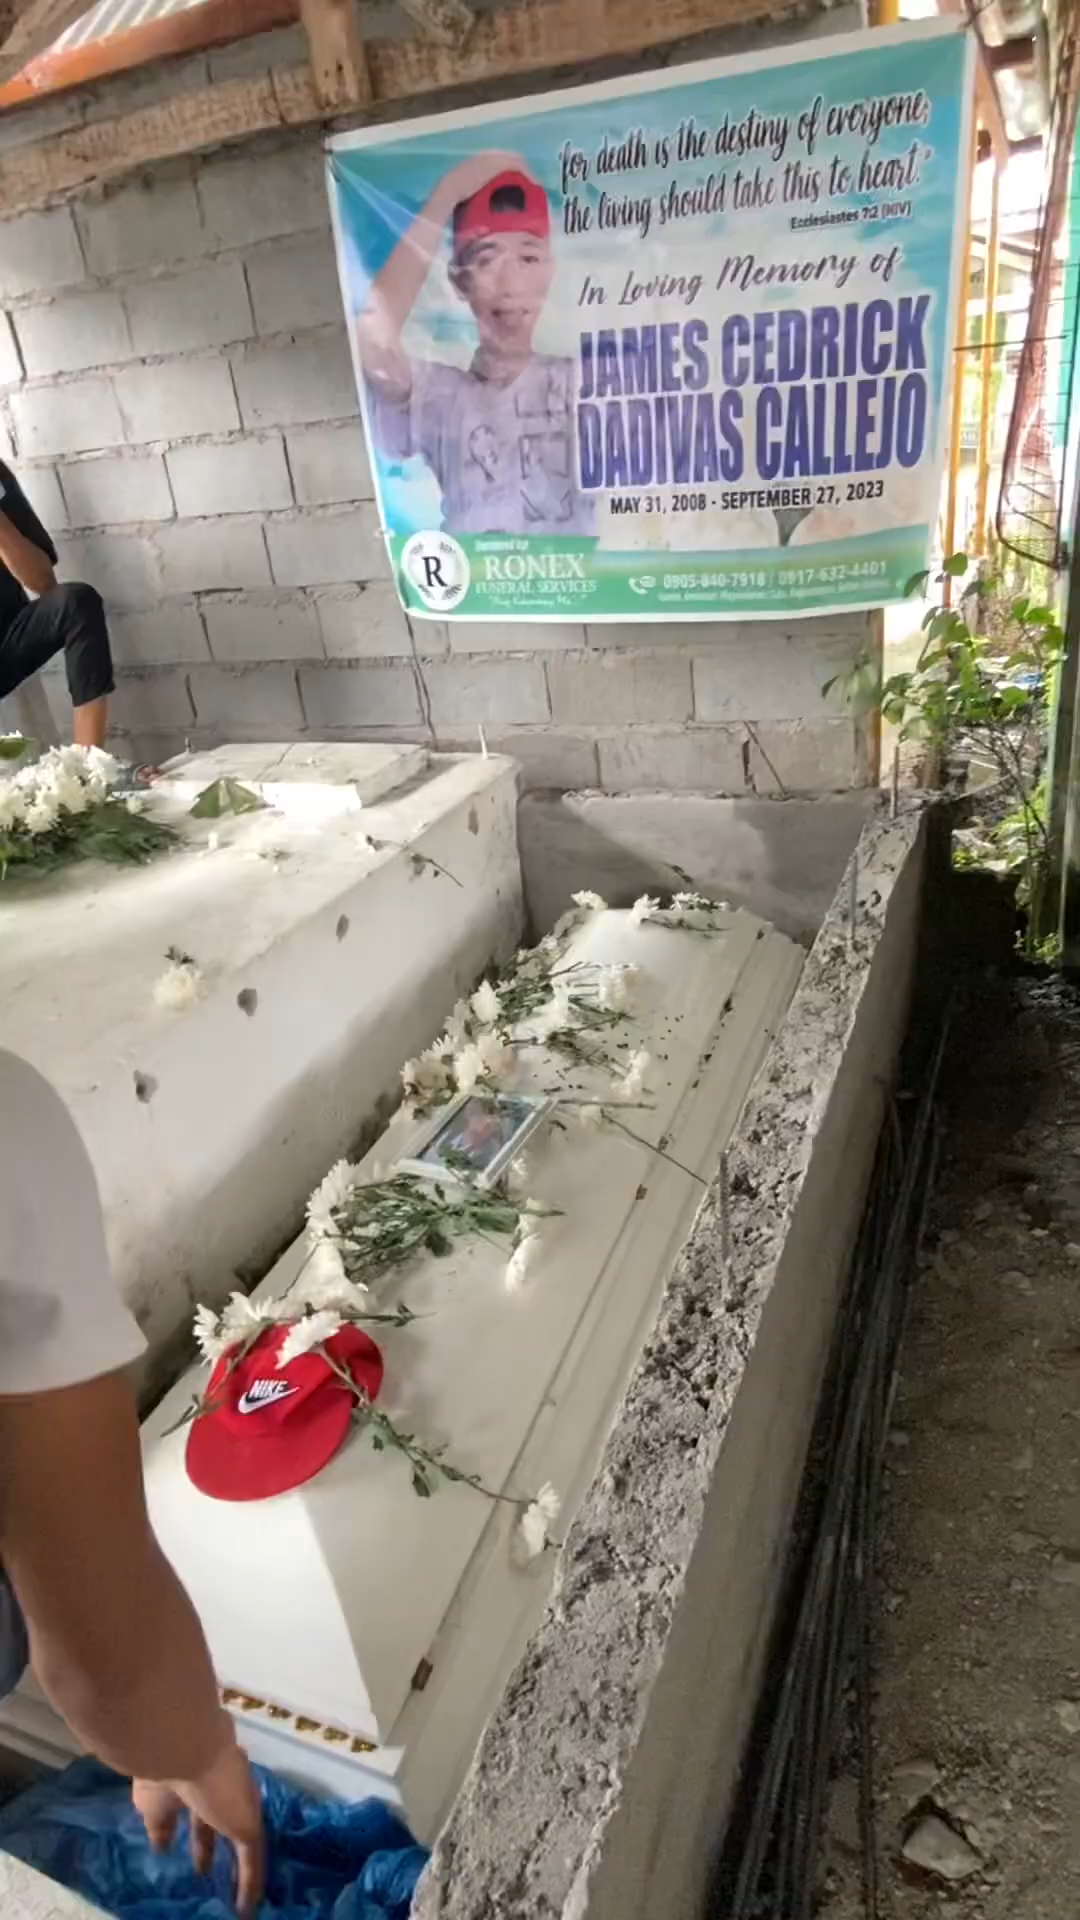 "for death is the destiny of everyone;
the living should take this to heart."
Ecclesiastes 7:2 (NIV)
In Loving Memory of
JAMES CEDRICK
DADIVAS CALLEJO
MAY 31, 2008 - SEPTEMBER 27, 2023
R
RONEX
FUNERAL SERVICES
0905-840-7918 / 0917-632-4401
NIKE